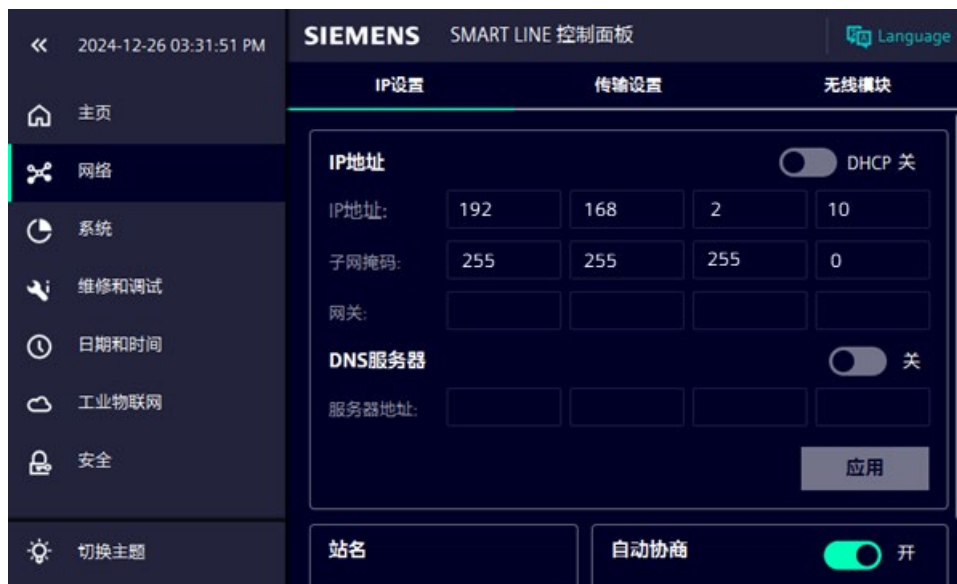 2024-12-26 03:31:51 PM
SIEMENS SMART LINE 控制面板 Language
IP设置 传输设置 无线模块
主页
网络
系统
维修和调试
日期和时间
工业物联网
安全
切换主题
IP地址 DHCP 关
IP地址: 192 168 2 10
子网掩码: 255 255 255 0
网关:
DNS服务器 关
服务器地址:
应用
站名
自动协商 开